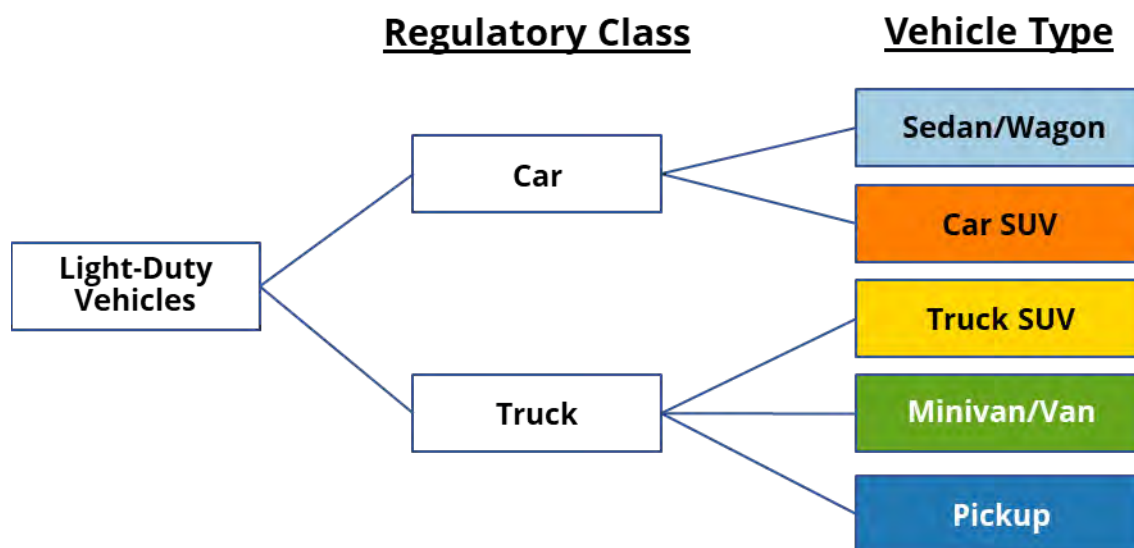 Regulatory Class
Vehicle Type
Sedan/Wagon
Car
Car SUV
Light-Duty
Vehicles
Truck SUV
Truck
Minivan/Van
Pickup